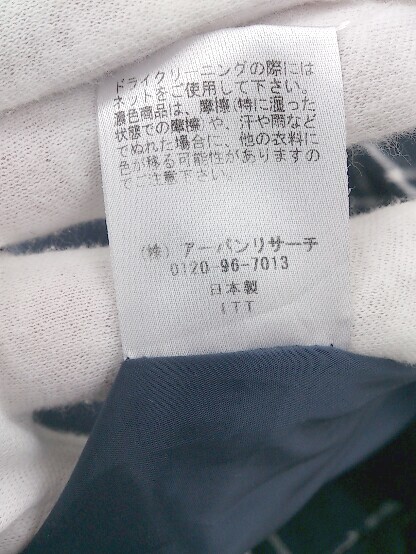 ドライクリーニングの際には
ネットをご使用して下さい。
濃色商品は、摩擦(特に湿った
状態での摩擦)や、汗や雨など
でぬれた場合に、他の衣料に
色が移る可能性がありますの
でご注意下さい。
(株) アーバンリサーチ
0120-96-7013
日本製
ITT